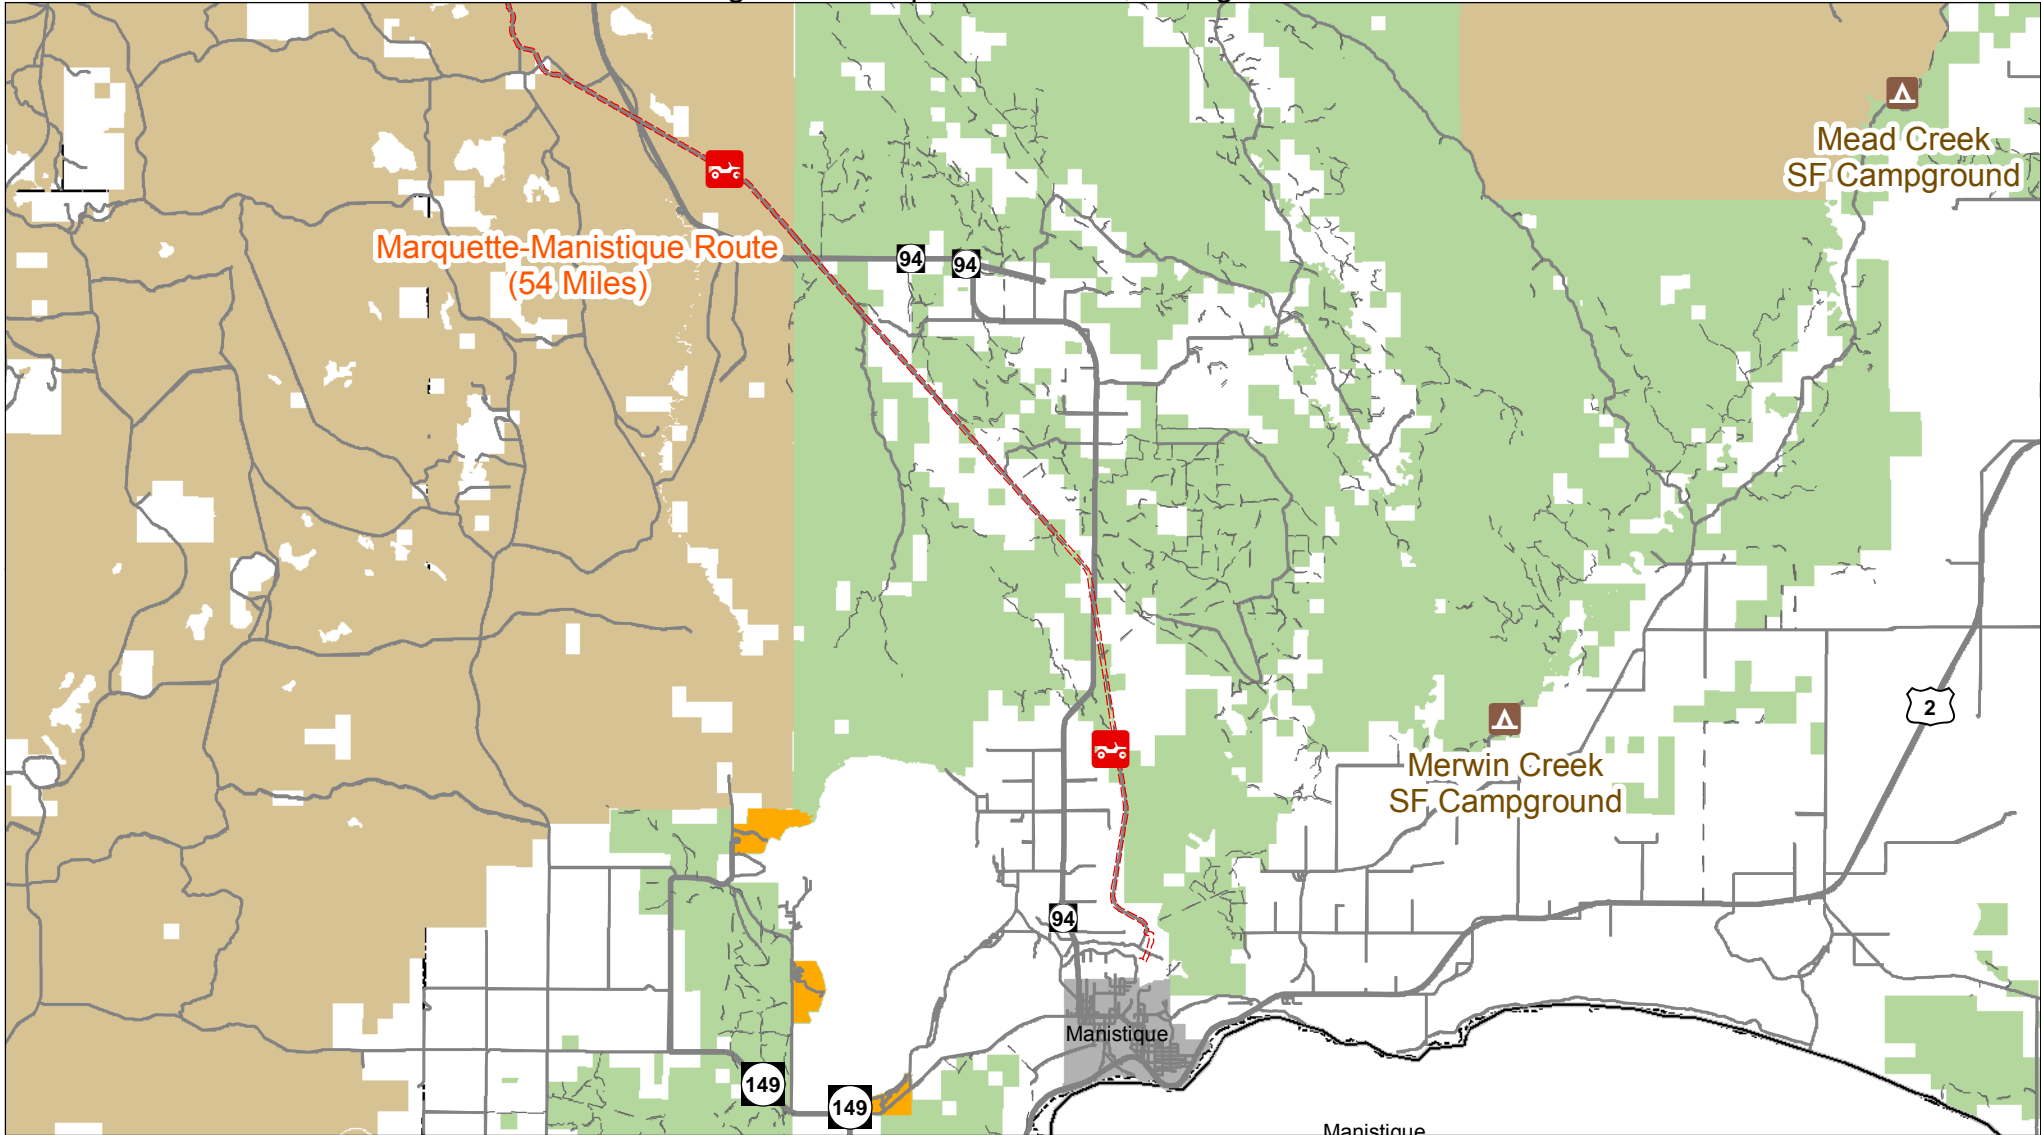 Mead Creek
SF Campground
Marquette-Manistique Route
(54 Miles)
94
94
2
Merwin Creek
SF Campground
94
Manistique
149
149
Manistique